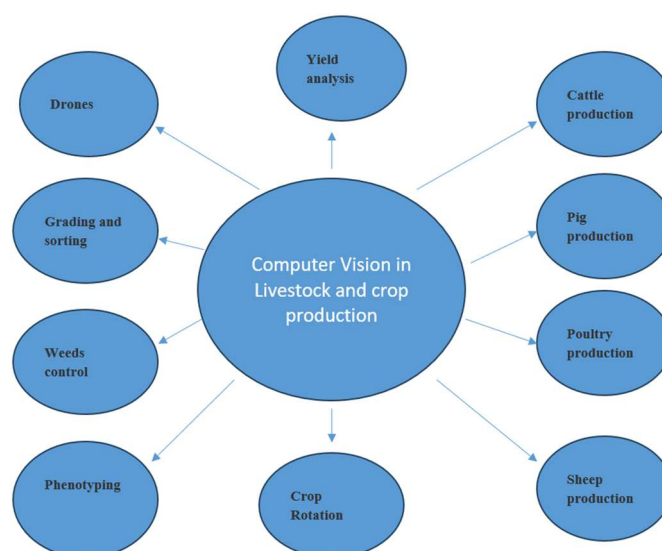 Yield
analysis
Drones
Cattle
production
Grading and
sorting
Pig
production
Computer Vision in
Livestock and crop
production
Weeds
control
Poultry
production
Phenotyping
Crop
Rotation
Sheep
production